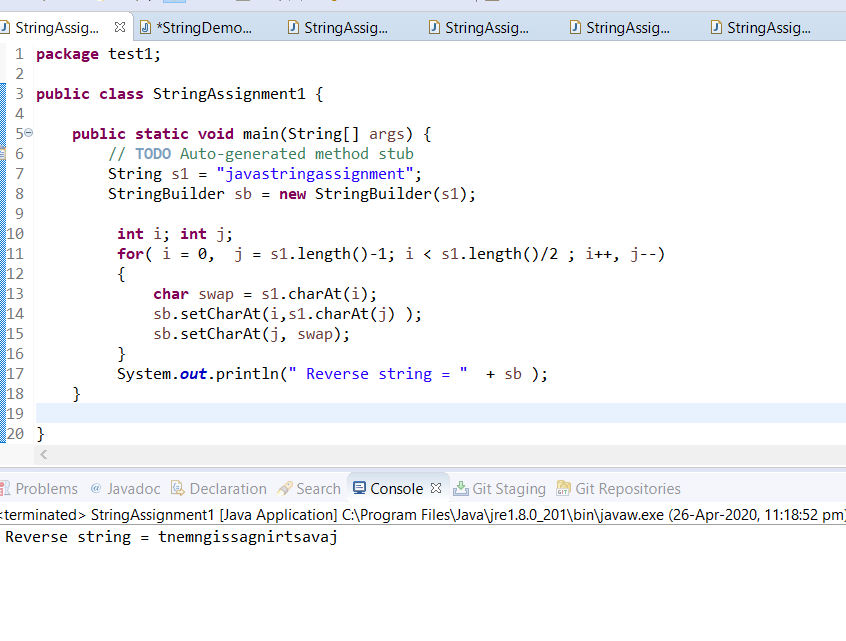 StringAssig... *StringDemo... StringAssig... StringAssig... StringAssig... StringAssig...
1 package test1;
2
3 public class StringAssignment1 {
4
5 public static void main(String[] args) {
6 // TODO Auto-generated method stub
7 String s1 = "javastringassignment";
8 StringBuilder sb = new StringBuilder(s1);
9
10 int i; int j;
11 for( i = 0, j = s1.length()-1; i < s1.length()/2 ; i++, j--)
12 {
13 char swap = s1.charAt(i);
14 sb.setCharAt(i,s1.charAt(j) );
15 sb.setCharAt(j, swap);
16 }
17 System.out.println(" Reverse string = " + sb );
18 }
19
20 }
Problems @ Javadoc Declaration Search Console Git Staging Git Repositories
<terminated> StringAssignment1 [Java Application] C:\Program Files\Java\jre1.8.0_201\bin\javaw.exe (26-Apr-2020, 11:18:52 pm)
Reverse string = tnemngissagnirtsavaj